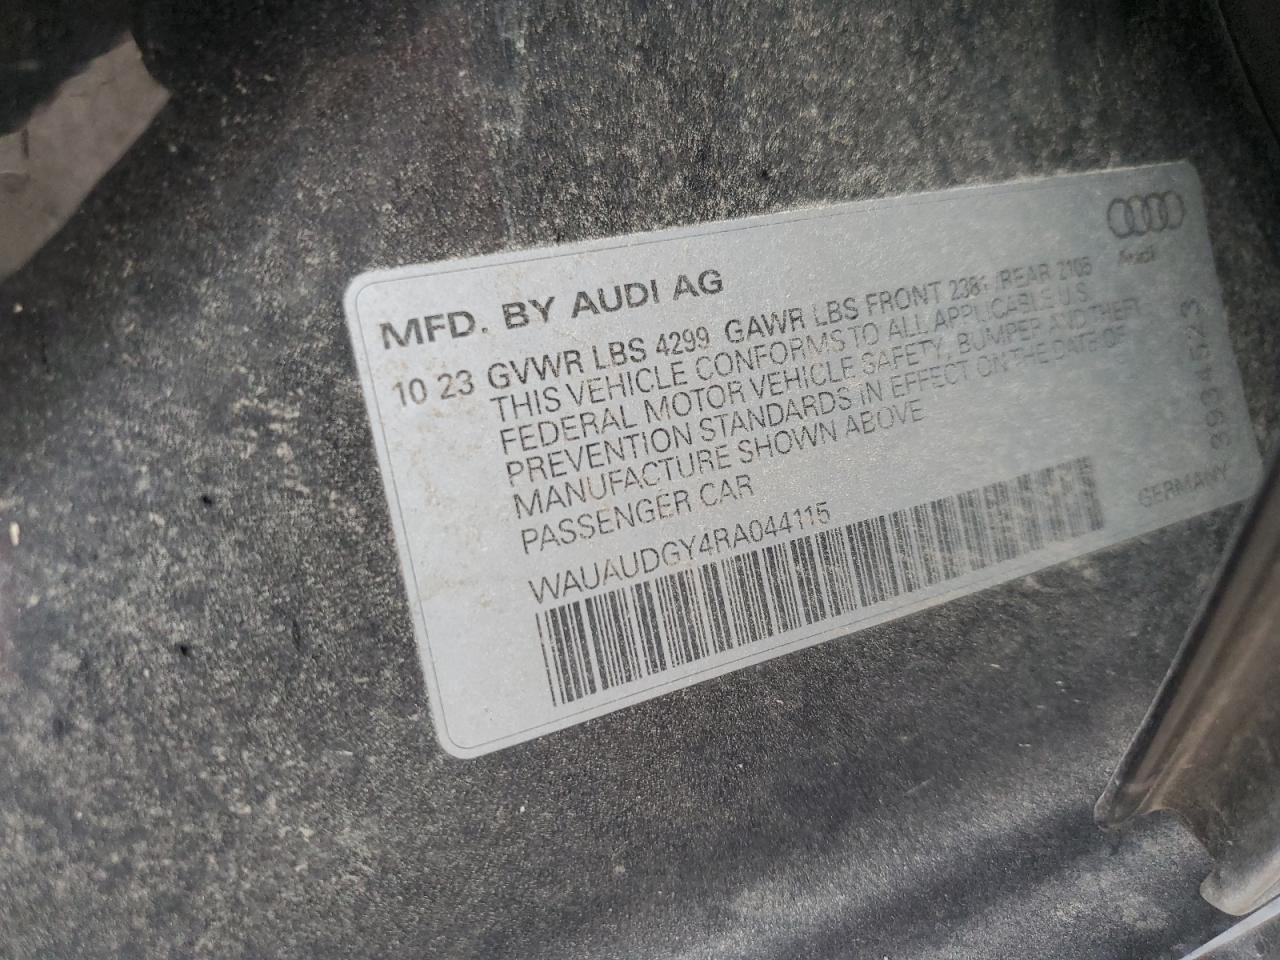 MFD. BY AUDI AG
10 23 GVWR LBS 4299 GAWR LBS FRONT 2381 /REAR 2105
THIS VEHICLE CONFORMS TO ALL APPLICABLE U.S.
FEDERAL MOTOR VEHICLE SAFETY, BUMPER AND THEFT
PREVENTION STANDARDS IN EFFECT ON THE DATE OF
MANUFACTURE SHOWN ABOVE
PASSENGER CAR
WAUAUDGY4RA044115
Audi
3934523
GERMANY